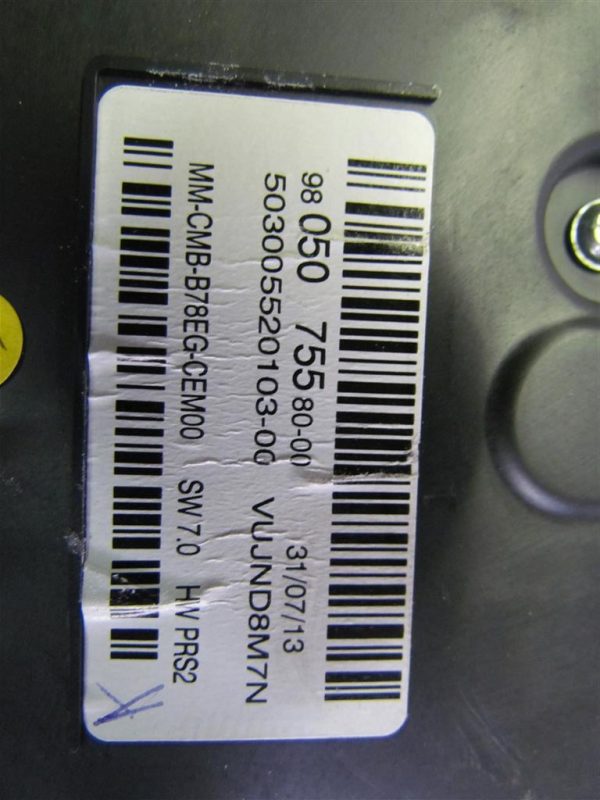 98 050 755 80-00 31/07/13
503005520103-00 VUJND8M7N
MM-CMB-B78EG-CEM00 SW 7.0 HW PRS2